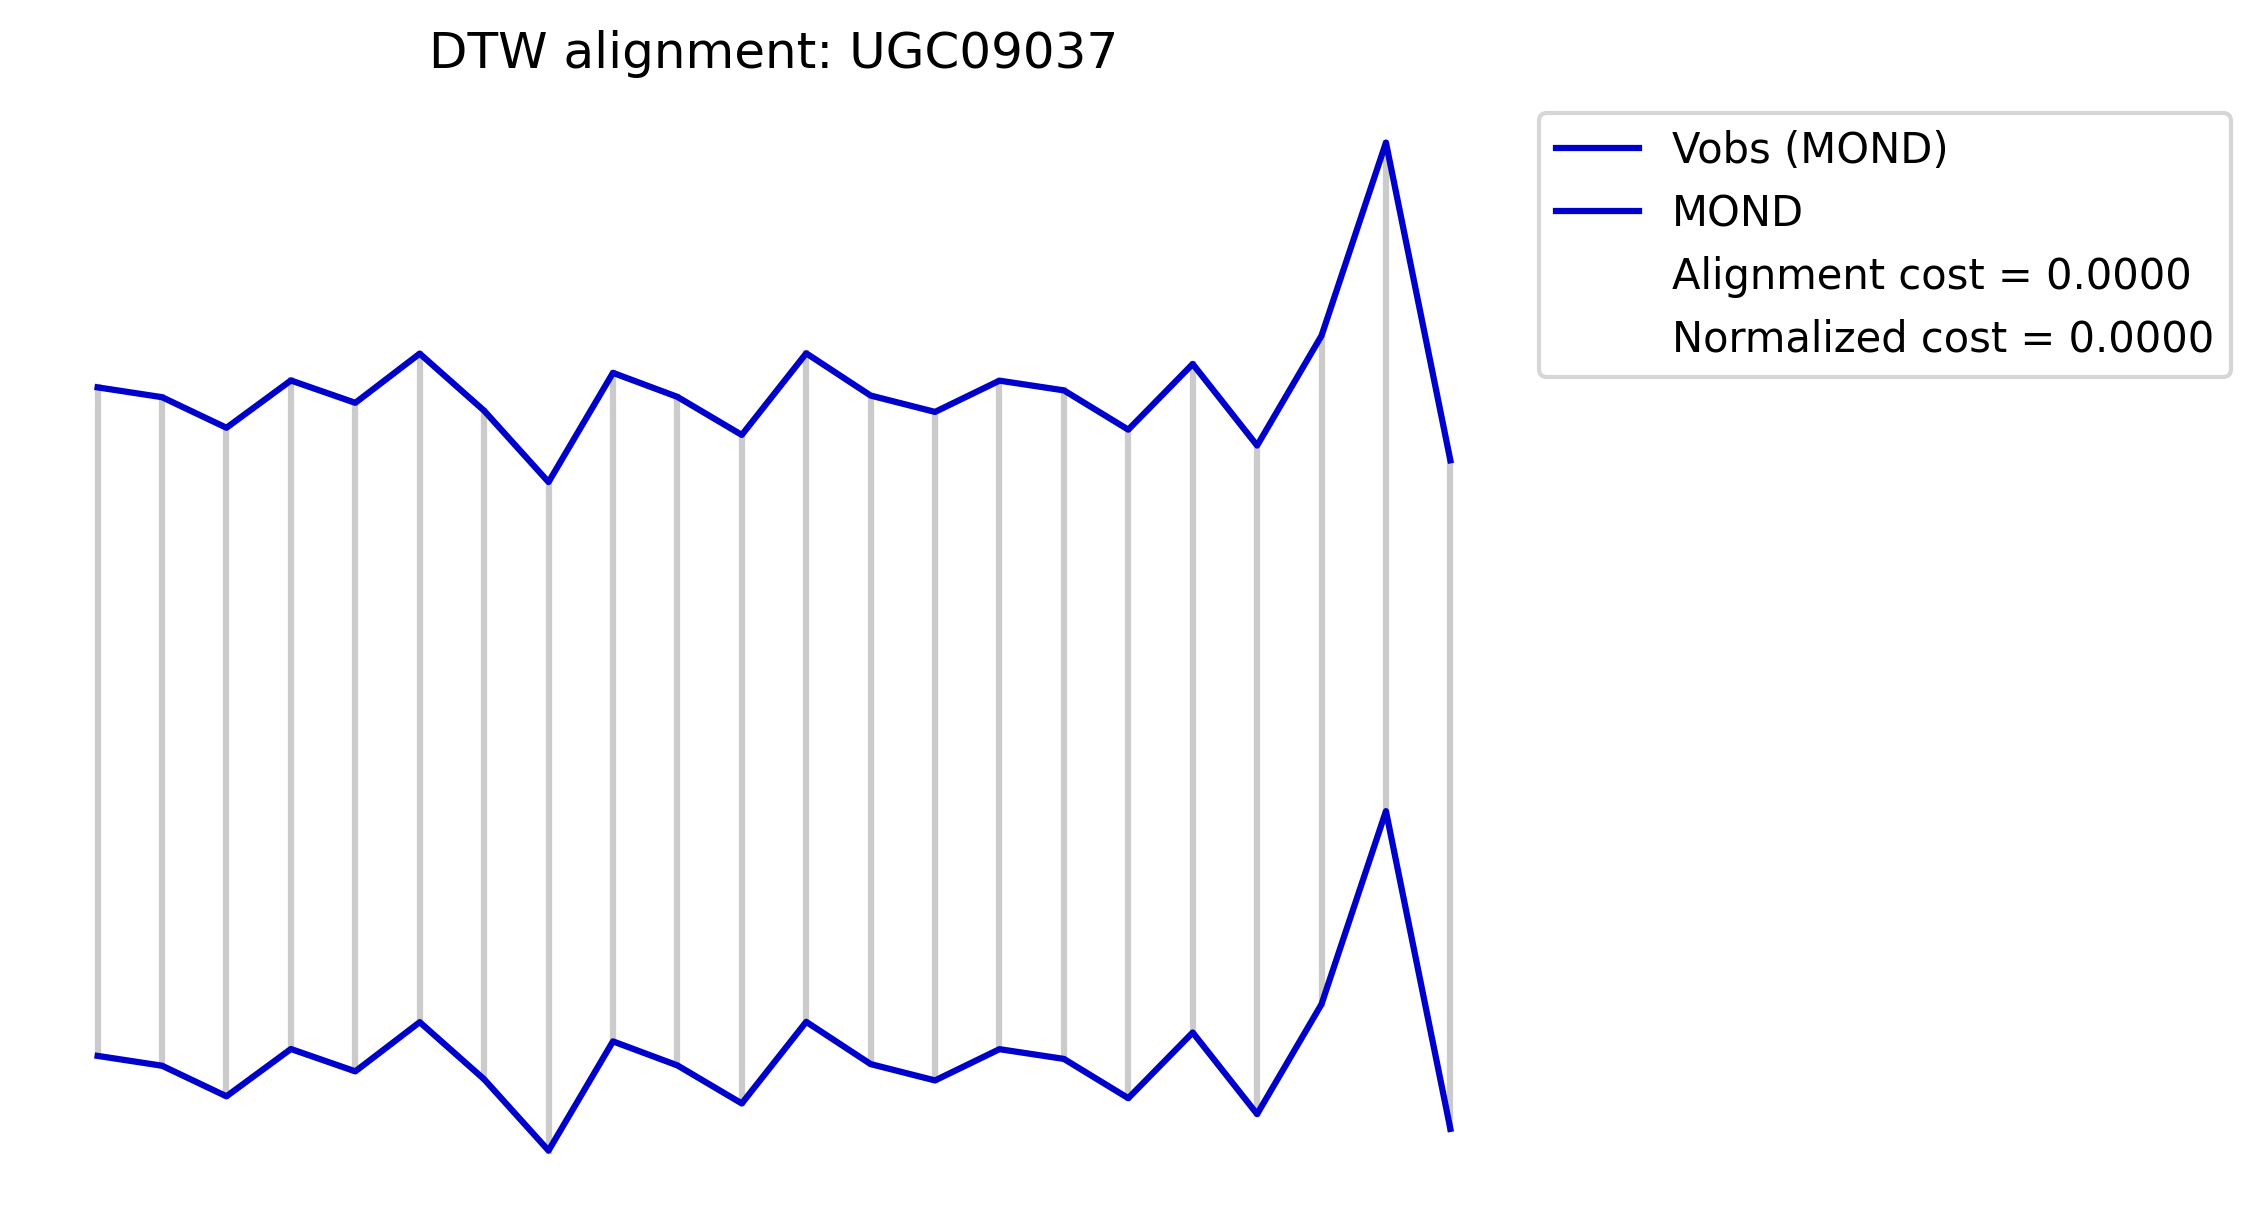 DTW alignment: UGC09037
Vobs (MOND)
MOND
Alignment cost = 0.0000
Normalized cost = 0.0000